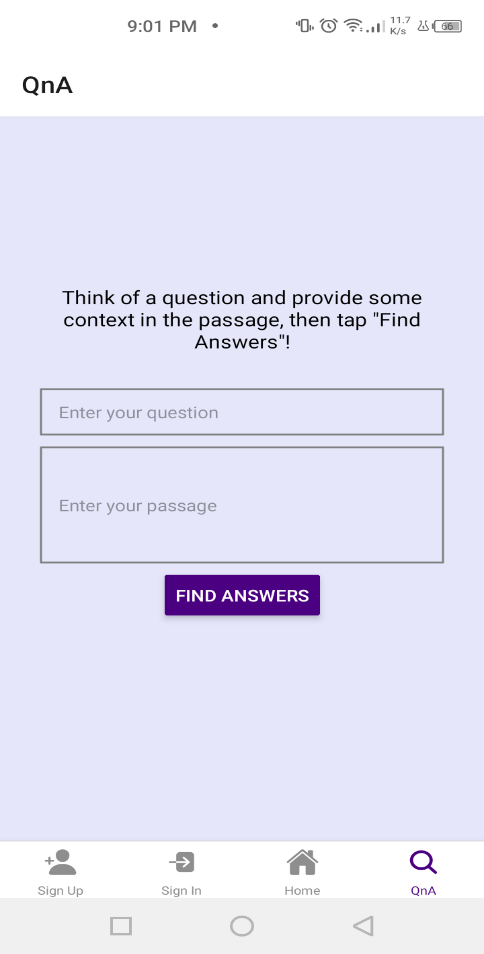 9:01 PM
11.7
K/s
66
QnA
Think of a question and provide some
context in the passage, then tap "Find
Answers"!
Enter your question
Enter your passage
FIND ANSWERS
Sign Up
Sign In
Home
QnA